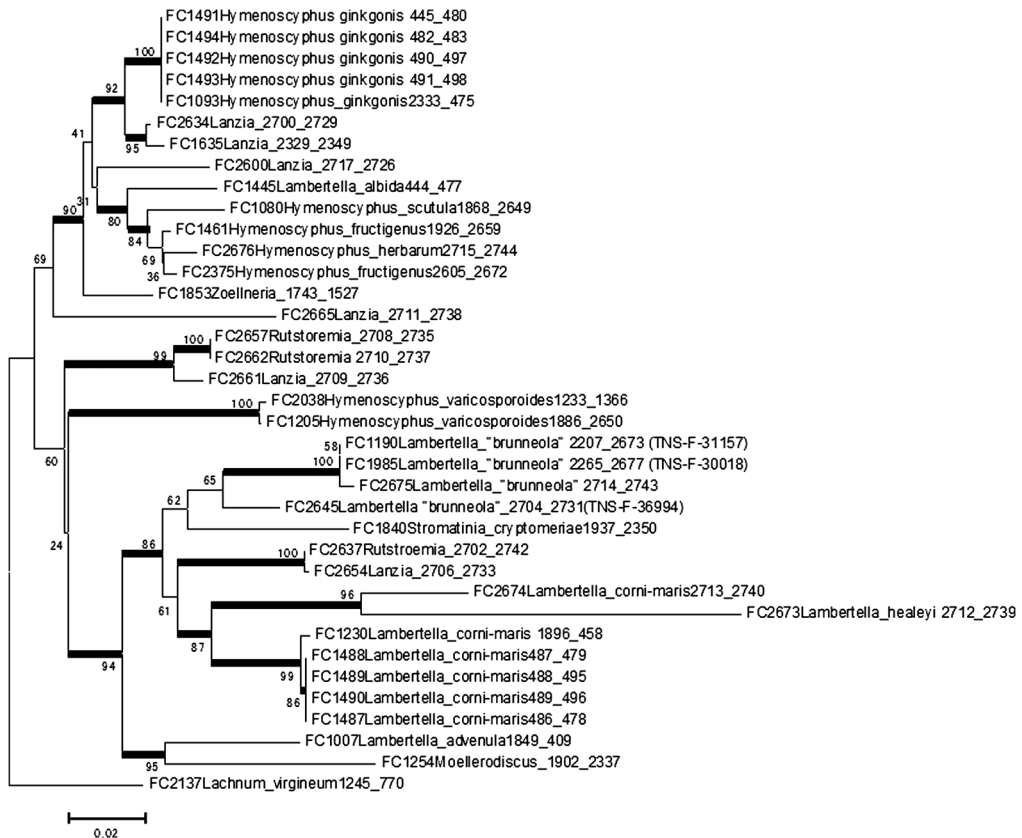 FC1491Hymenoscyphus ginkgonis 445_480
FC1494Hymenoscyphus ginkgonis 482_483
100
FC1492Hymenoscyphus ginkgonis 490_497
FC1493Hymenoscyphus ginkgonis 491_498
92
FC1093Hymenoscyphus_ginkgonis2333_475
FC2634Lanzia_2700_2729
41
95
FC1635Lanzia_2329_2349
FC2600Lanzia_2717_2726
FC1445Lambertella_albida444_477
31
90
80
FC1080Hymenoscyphus_scutula1868_2649
84
FC1461Hymenoscyphus_fructigenus1926_2659
69
FC2676Hymenoscyphus_herbarum2715_2744
69
36
FC2375Hymenoscyphus_fructigenus2605_2672
FC1853Zoellneria_1743_1527
FC2665Lanzia_2711_2738
100
FC2657Rutstoremia_2708_2735
99
FC2662Rutstoremia 2710_2737
FC2661Lanzia_2709_2736
FC2038Hymenoscyphus_varicosporoides1233_1366
100
FC1205Hymenoscyphus_varicosporoides1886_2650
58
FC1190Lambertella_"brunneola" 2207_2673 (TNS-F-31157)
60
100
FC1985Lambertella_"brunneola" 2265_2677 (TNS-F-30018)
65
FC2675Lambertella_"brunneola" 2714_2743
62
FC2645Lambertella "brunneola"_2704_2731(TNS-F-36994)
FC1840Stromatinia_cryptomeriae1937_2350
24
86
100
FC2637Rutstroemia_2702_2742
FC2654Lanzia_2706_2733
96
FC2674Lambertella_corni-maris2713_2740
61
FC2673Lambertella_healeyi 2712_2739
87
FC1230Lambertella_corni-maris 1896_458
94
FC1488Lambertella_corni-maris487_479
99
FC1489Lambertella_corni-maris488_495
86
FC1490Lambertella_corni-maris489_496
FC1487Lambertella_corni-maris486_478
FC1007Lambertella_advenula1849_409
95
FC1254Moellerodiscus_1902_2337
FC2137Lachnum_virgineum1245_770
0.02